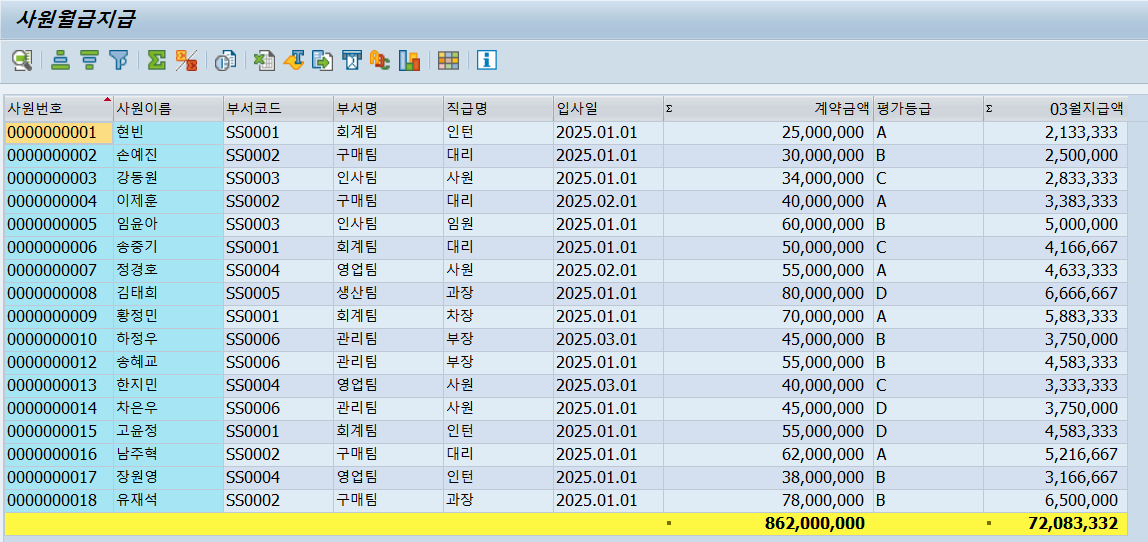 사원월급지급
사원번호 사원이름 부서코드 부서명 직급명 입사일 Σ 계약금액 평가등급 Σ 03월지급액
0000000001 현빈 SS0001 회계팀 인턴 2025.01.01 25,000,000 A 2,133,333
0000000002 손예진 SS0002 구매팀 대리 2025.01.01 30,000,000 B 2,500,000
0000000003 강동원 SS0003 인사팀 사원 2025.01.01 34,000,000 C 2,833,333
0000000004 이제훈 SS0002 구매팀 대리 2025.02.01 40,000,000 A 3,383,333
0000000005 임윤아 SS0003 인사팀 임원 2025.01.01 60,000,000 B 5,000,000
0000000006 송중기 SS0001 회계팀 대리 2025.01.01 50,000,000 C 4,166,667
0000000007 정경호 SS0004 영업팀 사원 2025.02.01 55,000,000 A 4,633,333
0000000008 김태희 SS0005 생산팀 과장 2025.01.01 80,000,000 D 6,666,667
0000000009 황정민 SS0001 회계팀 차장 2025.01.01 70,000,000 A 5,883,333
0000000010 하정우 SS0006 관리팀 부장 2025.03.01 45,000,000 B 3,750,000
0000000012 송혜교 SS0006 관리팀 부장 2025.01.01 55,000,000 B 4,583,333
0000000013 한지민 SS0004 영업팀 사원 2025.03.01 40,000,000 C 3,333,333
0000000014 차은우 SS0006 관리팀 사원 2025.01.01 45,000,000 D 3,750,000
0000000015 고윤정 SS0001 회계팀 인턴 2025.01.01 55,000,000 D 4,583,333
0000000016 남주혁 SS0002 구매팀 대리 2025.01.01 62,000,000 A 5,216,667
0000000017 장원영 SS0004 영업팀 인턴 2025.01.01 38,000,000 B 3,166,667
0000000018 유재석 SS0002 구매팀 과장 2025.01.01 78,000,000 B 6,500,000
862,000,000 72,083,332